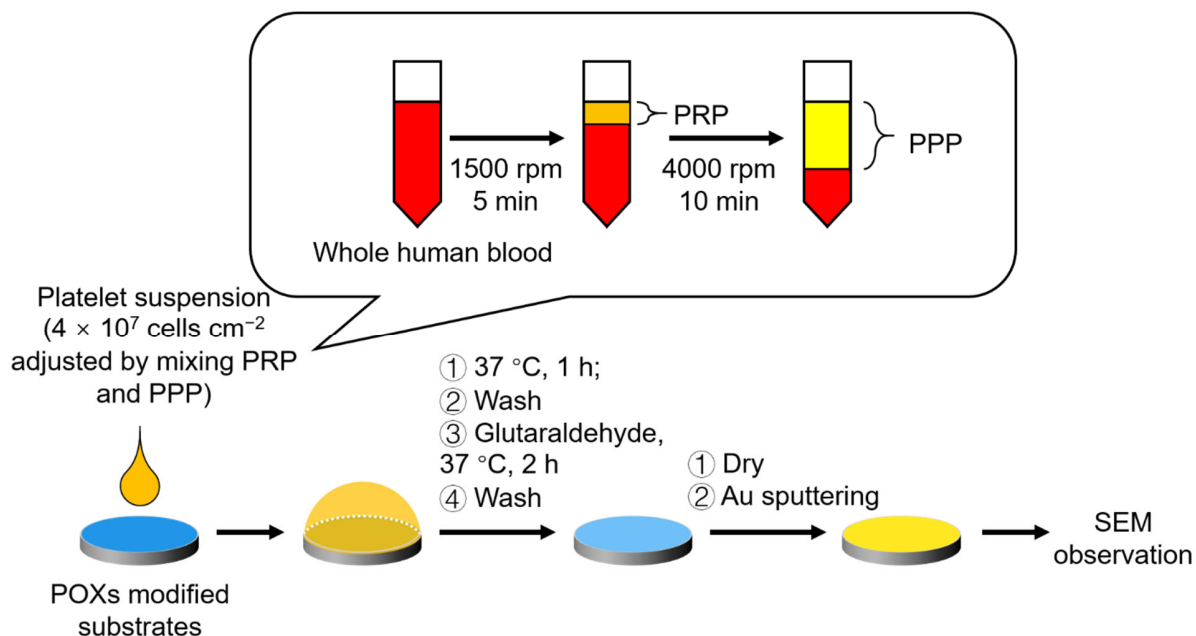 PRP
PPP
1500 rpm
5 min
4000 rpm
10 min
Whole human blood
Platelet suspension
(4 × 10⁷ cells cm⁻²
adjusted by mixing PRP
and PPP)
① 37 °C, 1 h;
② Wash
③ Glutaraldehyde,
37 °C, 2 h
④ Wash
① Dry
② Au sputtering
SEM
observation
POXs modified
substrates